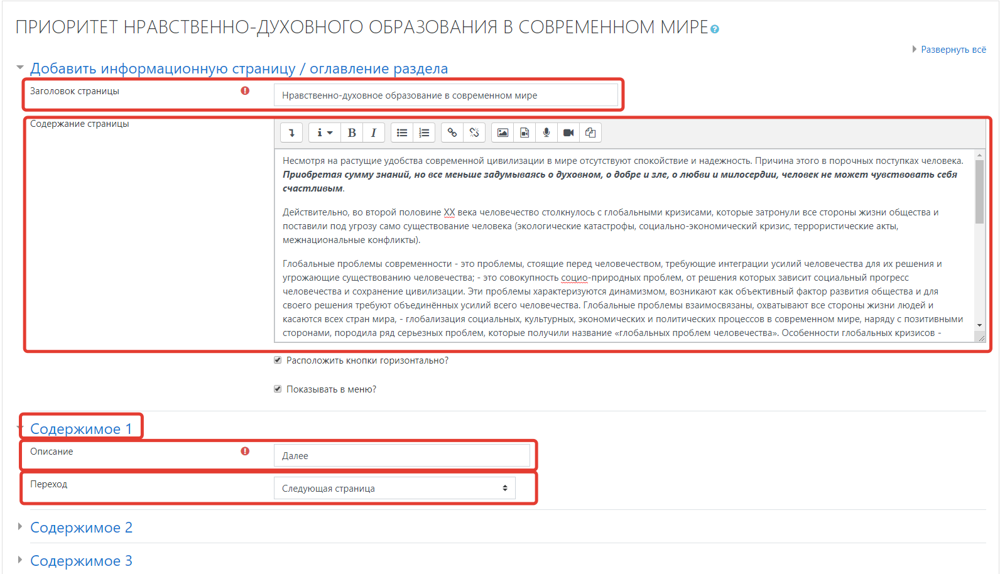 ПРИОРИТЕТ НРАВСТВЕННО-ДУХОВНОГО ОБРАЗОВАНИЯ В СОВРЕМЕННОМ МИРЕ
Развернуть всё
Добавить информационную страницу / оглавление раздела
Заголовок страницы
Нравственно-духовное образование в современном мире
Содержание страницы
Несмотря на растущие удобства современной цивилизации в мире отсутствуют спокойствие и надежность. Причина этого в порочных поступках человека.
Приобретая сумму знаний, но все меньше задумываясь о духовном, о добре и зле, о любви и милосердии, человек не может чувствовать себя
счастливым.
Действительно, во второй половине XX века человечество столкнулось с глобальными кризисами, которые затронули все стороны жизни общества и
поставили под угрозу само существование человека (экологические катастрофы, социально-экономический кризис, террористические акты,
межнациональные конфликты).
Глобальные проблемы современности - это проблемы, стоящие перед человечеством, требующие интеграции усилий человечества для их решения и
угрожающие существованию человечества; - это совокупность социо-природных проблем, от решения которых зависит социальный прогресс
человечества и сохранение цивилизации. Эти проблемы характеризуются динамизмом, возникают как объективный фактор развития общества и для
своего решения требуют объединённых усилий всего человечества. Глобальные проблемы взаимосвязаны, охватывают все стороны жизни людей и
касаются всех стран мира, - глобализация социальных, культурных, экономических и политических процессов в современном мире, наряду с позитивными
сторонами, породила ряд серьезных проблем, которые получили название «глобальных проблем человечества». Особенности глобальных кризисов -
Расположить кнопки горизонтально?
Показывать в меню?
Содержимое 1
Описание
Далее
Переход
Следующая страница
Содержимое 2
Содержимое 3